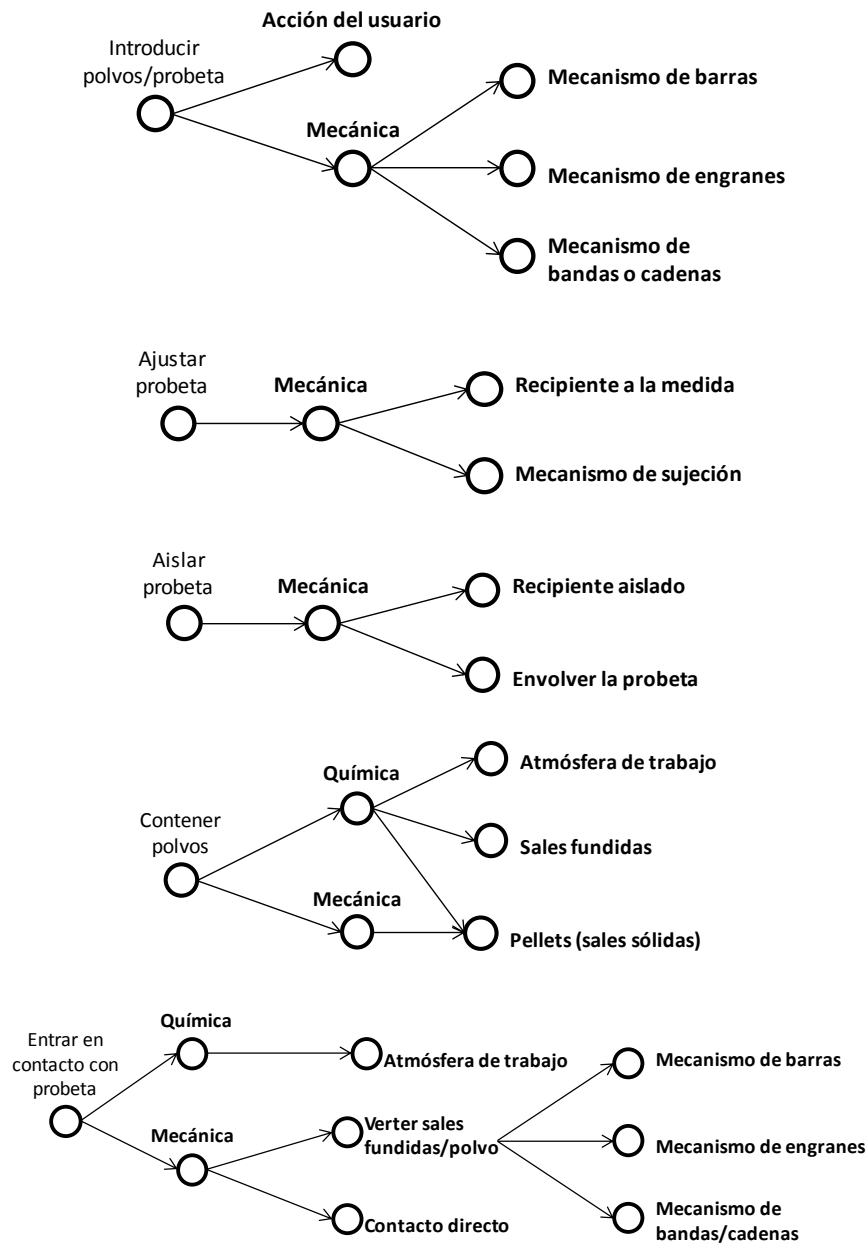 Acción del usuario
Introducir
polvos/probeta
Mecanismo de barras
Mecánica
Mecanismo de engranes
Mecanismo de
bandas o cadenas
Ajustar
probeta
Mecánica
Recipiente a la medida
Mecanismo de sujeción
Aislar
probeta
Mecánica
Recipiente aislado
Envolver la probeta
Química
Atmósfera de trabajo
Contener
polvos
Sales fundidas
Mecánica
Pellets (sales sólidas)
Química
Entrar en
contacto con
probeta
Atmósfera de trabajo
Mecanismo de barras
Mecánica
Verter sales
fundidas/polvo
Mecanismo de engranes
Contacto directo
Mecanismo de
bandas/cadenas